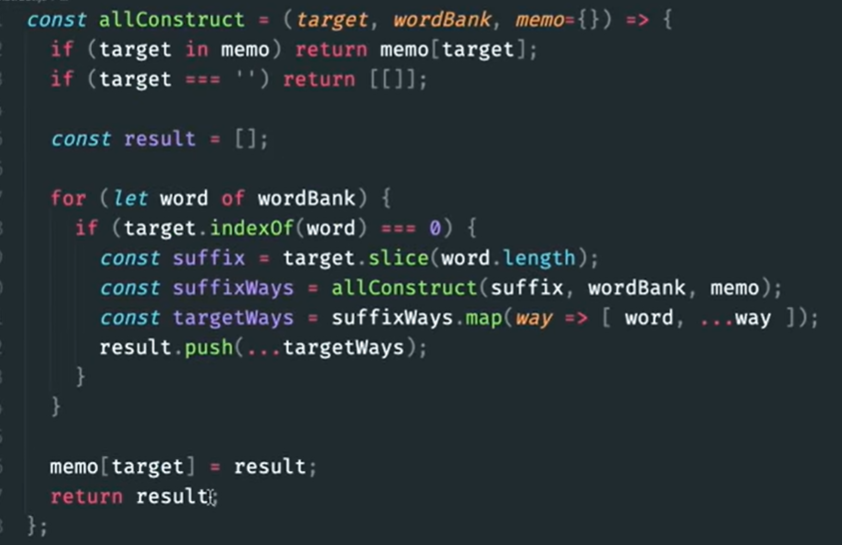 const allConstruct = (target, wordBank, memo={}) => {
if (target in memo) return memo[target];
if (target === '') return [[]];
const result = [];
for (let word of wordBank) {
if (target.indexOf(word) === 0) {
const suffix = target.slice(word.length);
const suffixWays = allConstruct(suffix, wordBank, memo);
const targetWays = suffixWays.map(way => [ word, ...way ]);
result.push(...targetWays);
}
}
memo[target] = result;
return result;
};